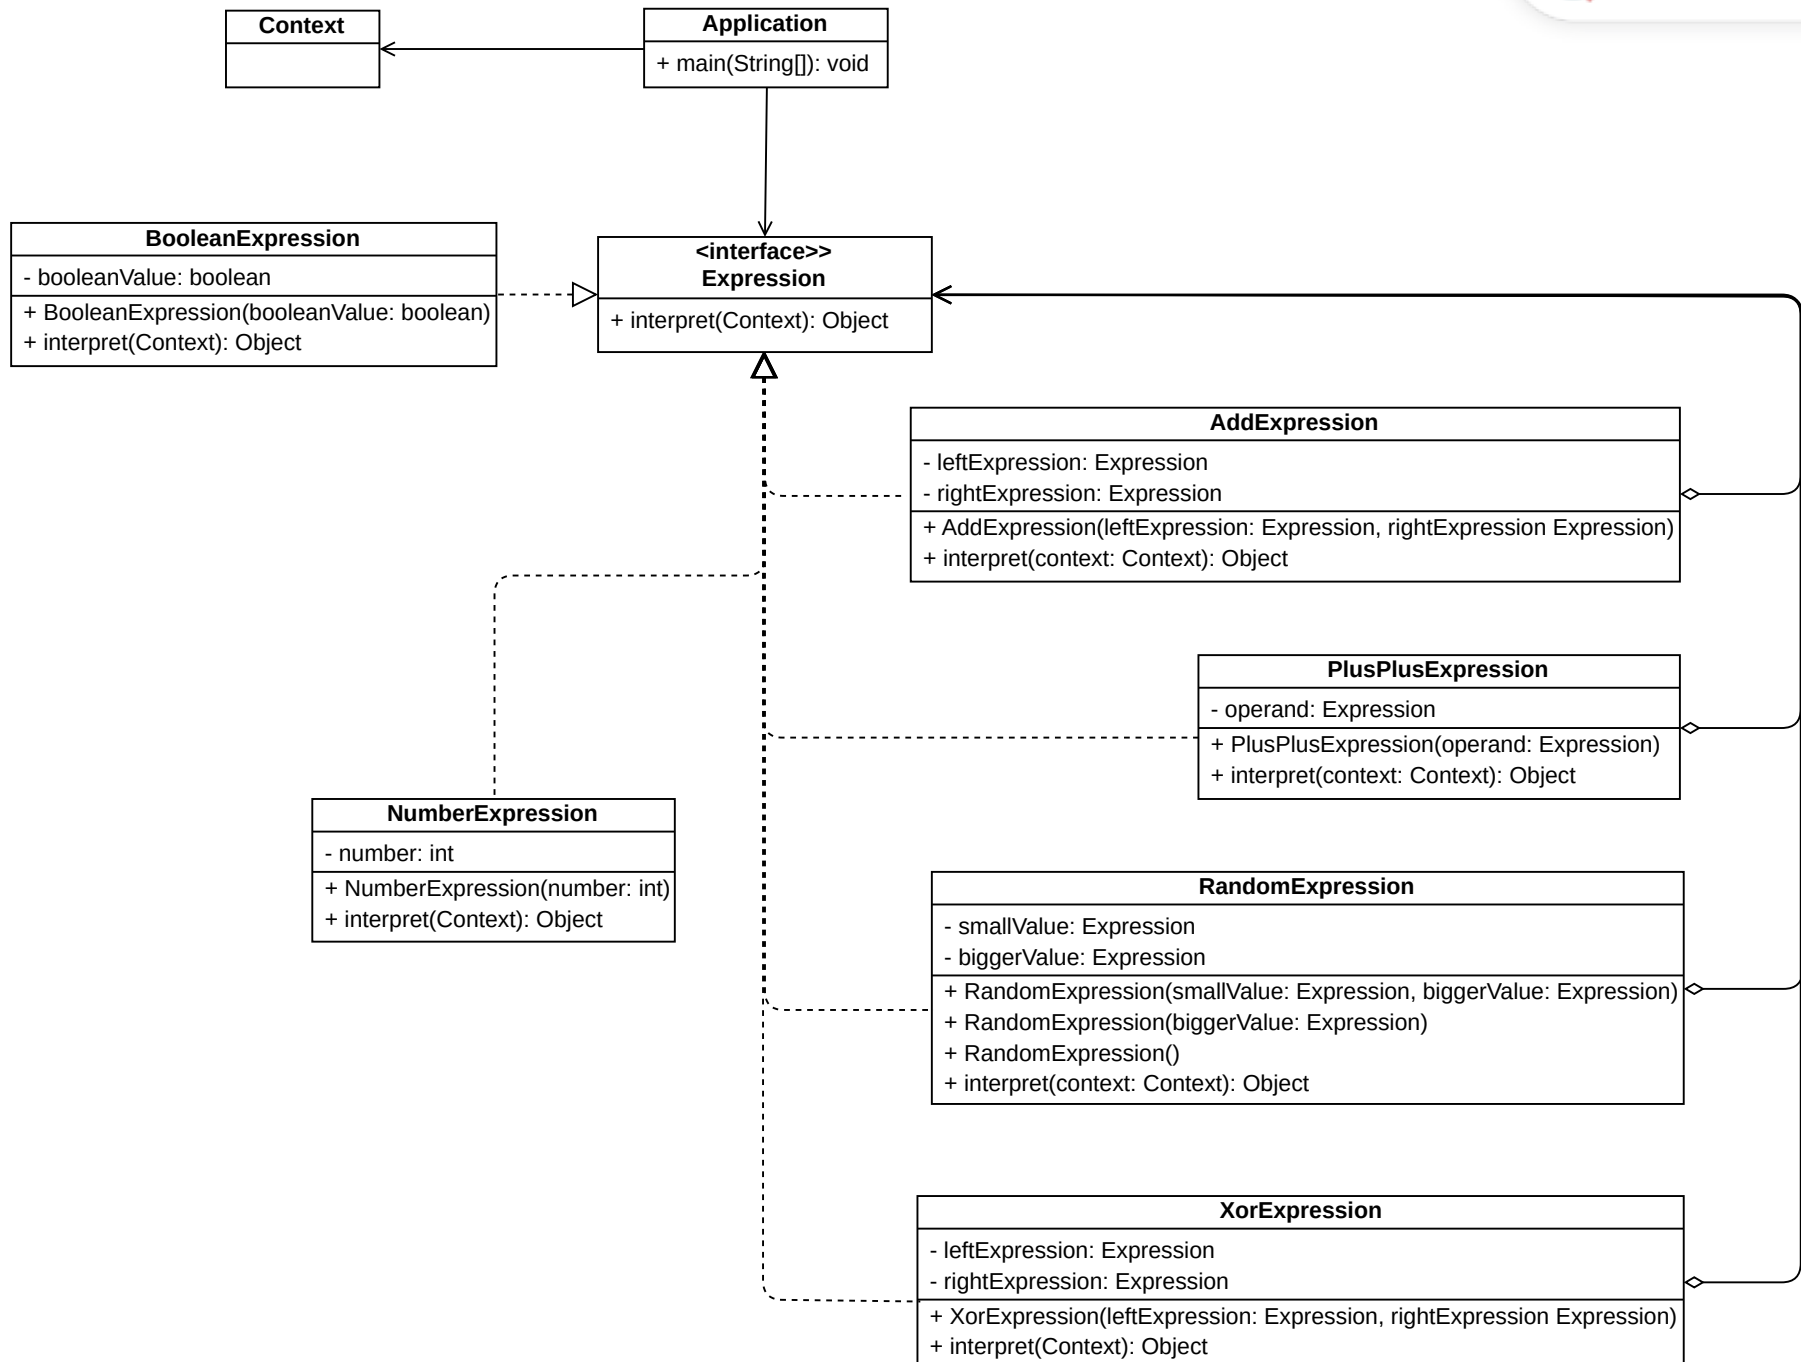 Context
Application
+ main(String[]): void
BooleanExpression
- booleanValue: boolean
+ BooleanExpression(booleanValue: boolean)
+ interpret(Context): Object
<interface>>
Expression
+ interpret(Context): Object
AddExpression
- leftExpression: Expression
- rightExpression: Expression
+ AddExpression(leftExpression: Expression, rightExpression Expression)
+ interpret(context: Context): Object
PlusPlusExpression
- operand: Expression
+ PlusPlusExpression(operand: Expression)
+ interpret(context: Context): Object
NumberExpression
- number: int
+ NumberExpression(number: int)
+ interpret(Context): Object
RandomExpression
- smallValue: Expression
- biggerValue: Expression
+ RandomExpression(smallValue: Expression, biggerValue: Expression)
+ RandomExpression(biggerValue: Expression)
+ RandomExpression()
+ interpret(context: Context): Object
XorExpression
- leftExpression: Expression
- rightExpression: Expression
+ XorExpression(leftExpression: Expression, rightExpression Expression)
+ interpret(Context): Object